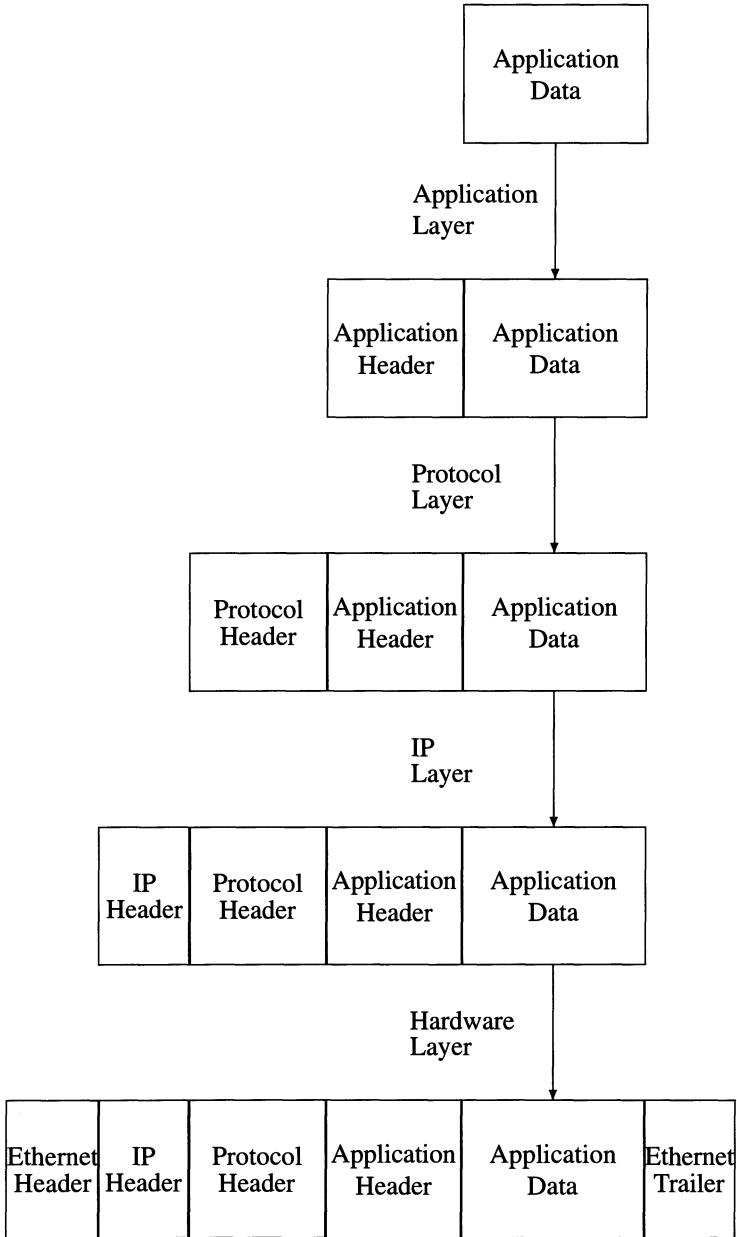 Application
Data
Application
Layer
Application
Header
Application
Data
Protocol
Layer
Protocol
Header
Application
Header
Application
Data
IP
Layer
IP
Header
Protocol
Header
Application
Header
Application
Data
Hardware
Layer
Ethernet
Header
IP
Header
Protocol
Header
Application
Header
Application
Data
Ethernet
Trailer